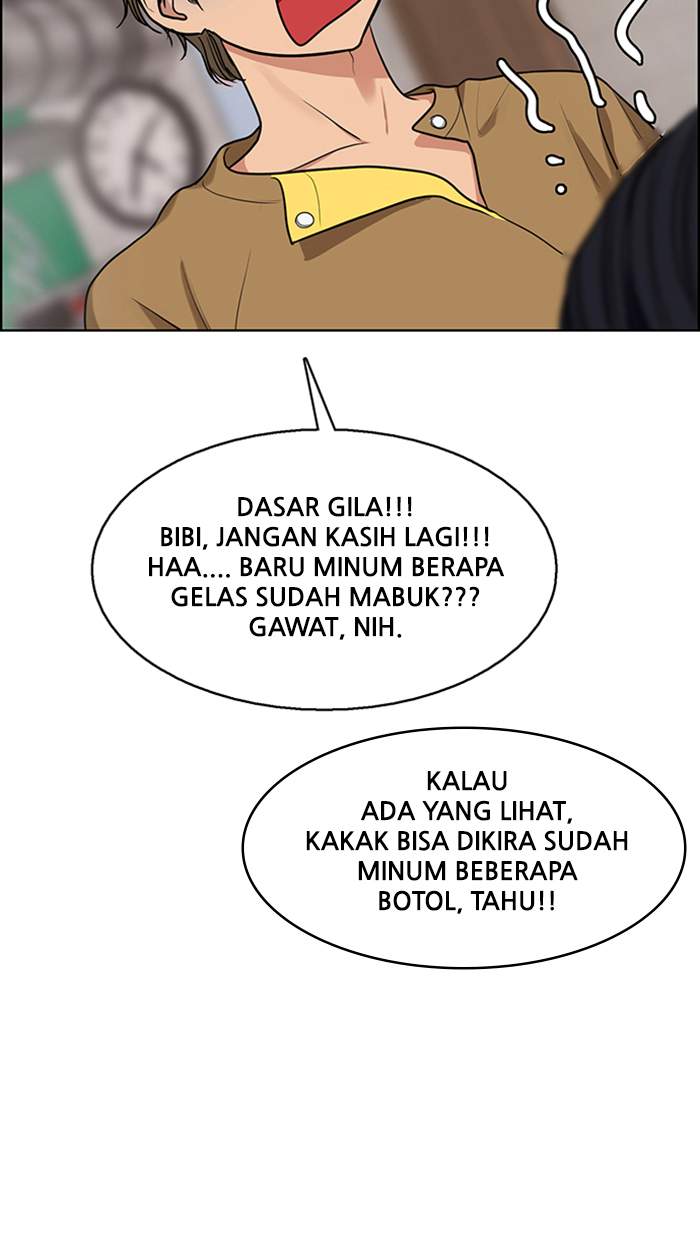 DASAR GILA!!!
BIBI, JANGAN KASIH LAGI!!!
HAA.... BARU MINUM BERAPA
GELAS SUDAH MABUK???
GAWAT, NIH.
KALAU
ADA YANG LIHAT,
KAKAK BISA DIKIRA SUDAH
MINUM BEBERAPA
BOTOL, TAHU!!